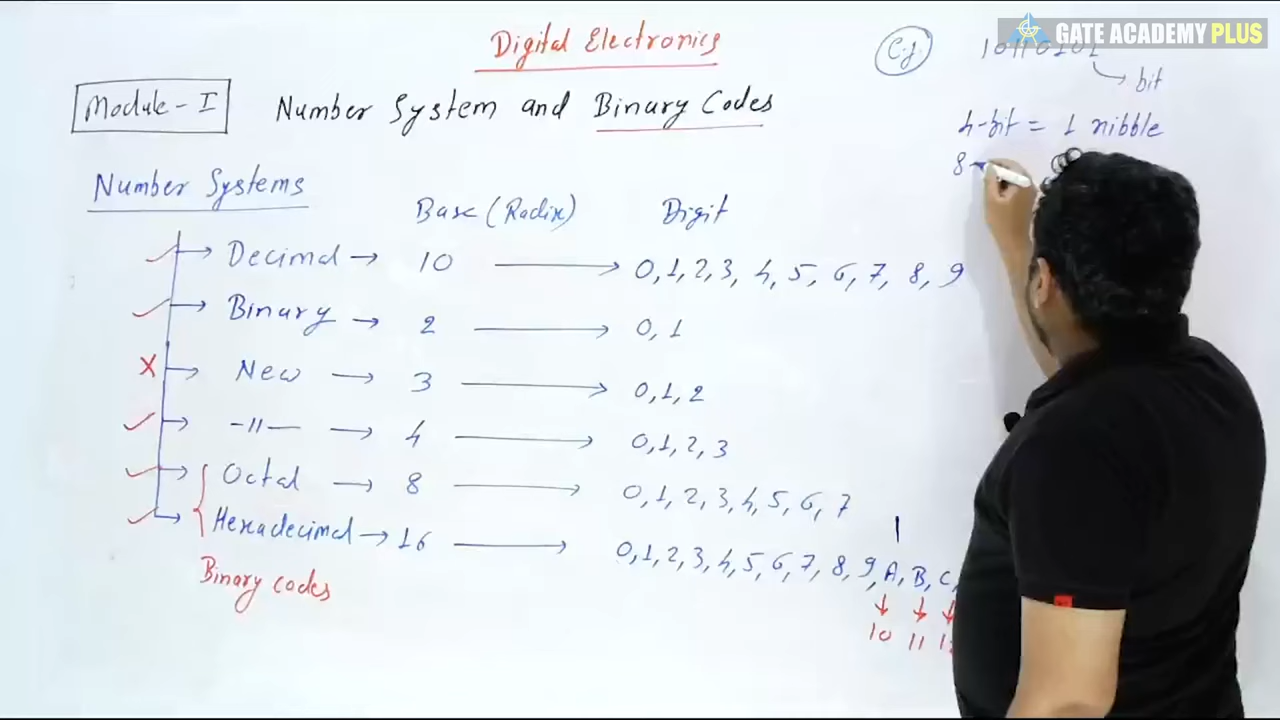 GATE ACADEMY PLUS
Digital Electronics
e.g. 10110101
bit
Module - I Number System and Binary Codes
4-bit = 1 nibble
8-
Number Systems
Base (Radix) Digit
Decimal → 10 → 0, 1, 2, 3, 4, 5, 6, 7, 8, 9
Binary → 2 → 0, 1
X → New → 3 → 0, 1, 2
-11- → 4 → 0, 1, 2, 3
Octal → 8 → 0, 1, 2, 3, 4, 5, 6, 7
Hexadecimal → 16 → 0, 1, 2, 3, 4, 5, 6, 7, 8, 9, A, B, C,
Binary codes
10 11